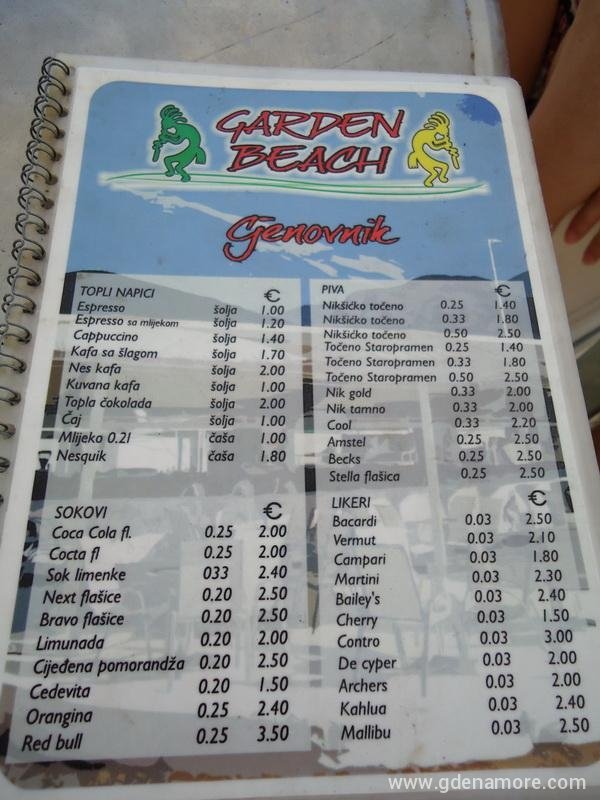 GARDEN
BEACH
Cjenovnik
TOPLI NAPICI €
Espresso šolja 1.00
Espresso sa mlijekom šolja 1.20
Cappuccino šolja 1.40
Kafa sa šlagom šolja 1.70
Nes kafa šolja 2.00
Kuvana kafa šolja 1.00
Topla čokolada šolja 2.00
Čaj šolja 1.00
Mlijeko 0.2l čaša 1.00
Nesquik čaša 1.80
SOKOVI €
Coca Cola fl. 0.25 2.00
Cocta fl 0.25 2.00
Sok limenke 033 2.40
Next flašice 0.20 2.50
Bravo flašice 0.20 2.50
Limunada 0.20 2.00
Cijeđena pomorandža 0.20 2.50
Cedevita 0.20 1.50
Orangina 0.25 2.40
Red bull 0.25 3.50
PIVA €
Nikšićko točeno 0.25 1.40
Nikšićko točeno 0.33 1.80
Nikšićko točeno 0.50 2.50
Točeno Staropramen 0.25 1.40
Točeno Staropramen 0.33 1.80
Točeno Staropramen 0.50 2.50
Nik gold 0.33 2.00
Nik tamno 0.33 2.00
Cool 0.33 2.20
Amstel 0.25 2.50
Becks 0.25 2.50
Stella flašica 0.25 2.50
LIKERI €
Bacardi 0.03 2.50
Vermut 0.03 2.10
Campari 0.03 1.80
Martini 0.03 2.30
Bailey's 0.03 2.40
Cherry 0.03 1.50
Contro 0.03 3.00
De cyper 0.03 2.00
Archers 0.03 2.00
Kahlua 0.03 2.40
Mallibu 0.03 2.50
www.gdenamore.com